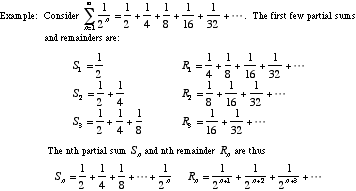 Example: Consider $\sum_{n=1}^{\infty} \frac{1}{2^n} = \frac{1}{2} + \frac{1}{4} + \frac{1}{8} + \frac{1}{16} + \frac{1}{32} + \cdots$. The first few partial sums
and remainders are:
$S_1 = \frac{1}{2}$ $R_1 = \frac{1}{4} + \frac{1}{8} + \frac{1}{16} + \frac{1}{32} + \cdots$
$S_2 = \frac{1}{2} + \frac{1}{4}$ $R_2 = \frac{1}{8} + \frac{1}{16} + \frac{1}{32} + \cdots$
$S_3 = \frac{1}{2} + \frac{1}{4} + \frac{1}{8}$ $R_3 = \frac{1}{16} + \frac{1}{32} + \cdots$
The nth partial sum $S_n$ and nth remainder $R_n$ are thus
$S_n = \frac{1}{2} + \frac{1}{4} + \frac{1}{8} + \cdots + \frac{1}{2^n}$ $R_n = \frac{1}{2^{n+1}} + \frac{1}{2^{n+2}} + \frac{1}{2^{n+3}} + \cdots$